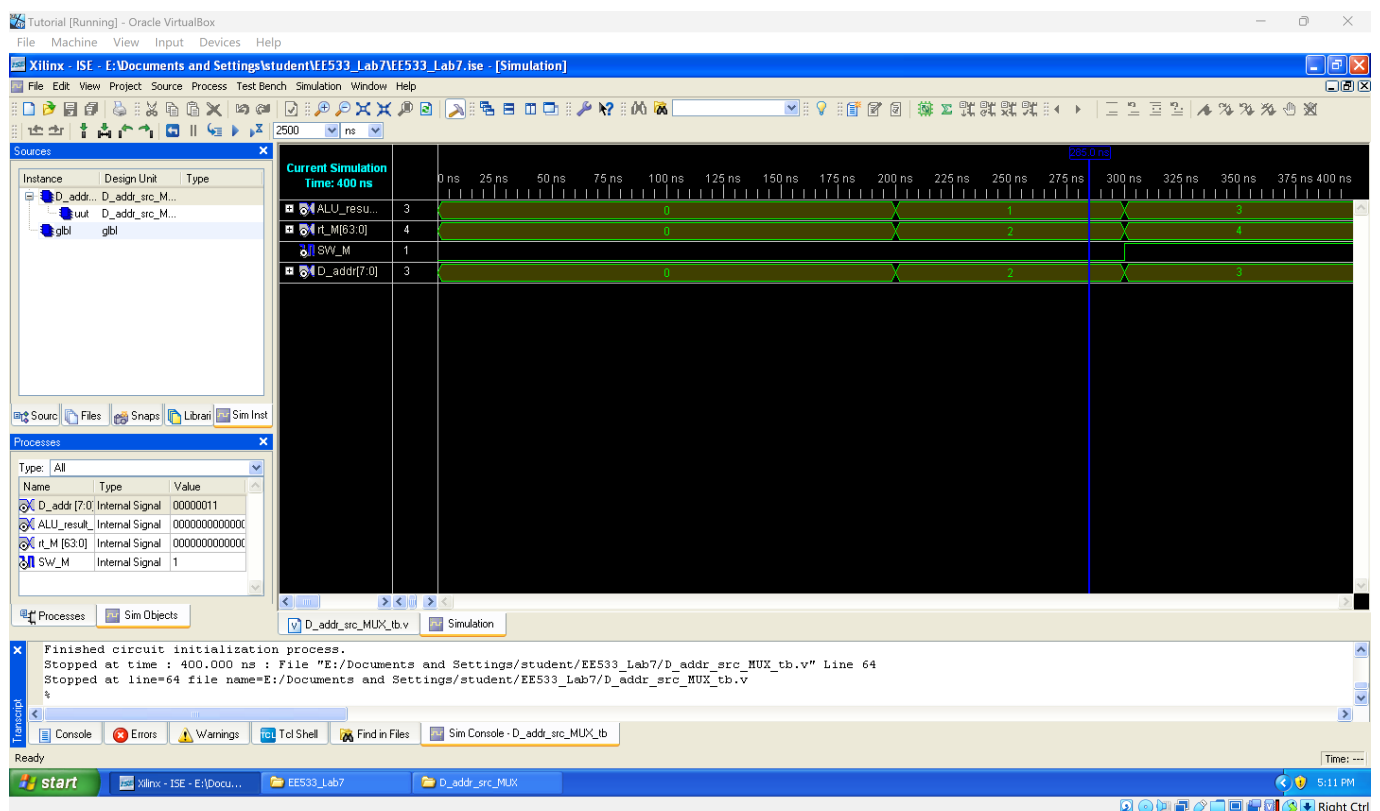 Tutorial [Running] - Oracle VirtualBox
File Machine View Input Devices Help
Xilinx - ISE - E:\Documents and Settings\student\EE533_Lab7\EE533_Lab7.ise - [Simulation]
File Edit View Project Source Process Test Bench Simulation Window Help
2500 ns
Sources
Instance Design Unit Type
D_addr... D_addr_src_M...
uut D_addr_src_M...
glbl glbl
Sourc Files Snaps Librari Sim Inst
Processes
Type: All
Name Type Value
D_addr [7:0] Internal Signal 00000011
ALU_result_ Internal Signal 0000000000000
rt_M [63:0] Internal Signal 0000000000000
SW_M Internal Signal 1
Processes Sim Objects
Current Simulation
Time: 400 ns
285.0 ns
0 ns 25 ns 50 ns 75 ns 100 ns 125 ns 150 ns 175 ns 200 ns 225 ns 250 ns 275 ns 300 ns 325 ns 350 ns 375 ns 400 ns
ALU_resu... 3 0 1 3
rt_M[63:0] 4 0 2 4
SW_M 1
D_addr[7:0] 3 0 2 3
D_addr_src_MUX_tb.v Simulation
Finished circuit initialization process.
Stopped at time : 400.000 ns : File "E:/Documents and Settings/student/EE533_Lab7/D_addr_src_MUX_tb.v" Line 64
Stopped at line=64 file name=E:/Documents and Settings/student/EE533_Lab7/D_addr_src_MUX_tb.v
%
Transcript
Console Errors Warnings Tcl Shell Find in Files Sim Console - D_addr_src_MUX_tb
Ready Time: ---
start Xilinx - ISE - E:\Docu... EE533_Lab7 D_addr_src_MUX 5:11 PM
Right Ctrl